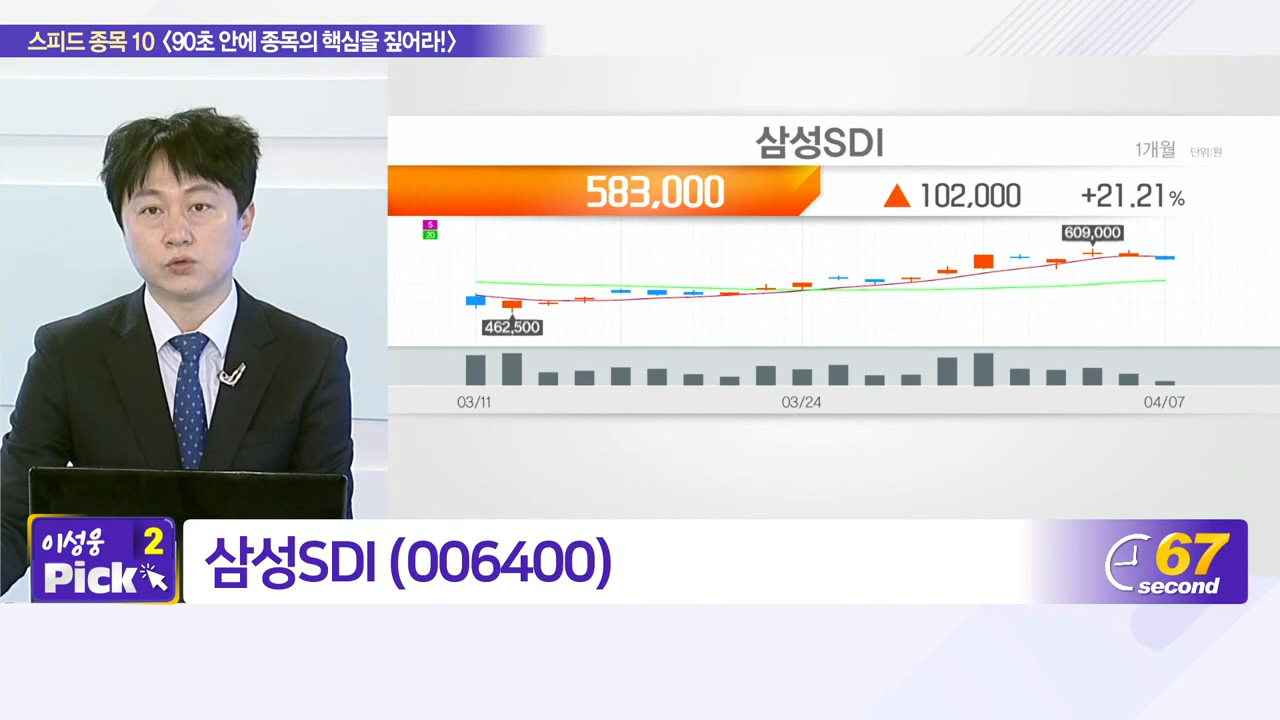 스피드 종목 10 〈90초 안에 종목의 핵심을 짚어라!〉
삼성SDI
1개월 단위:원
583,000 ▲ 102,000 +21.21%
5
20
609,000
462,500
03/11 03/24 04/07
이성웅 2
Pick
삼성SDI (006400)
67
second